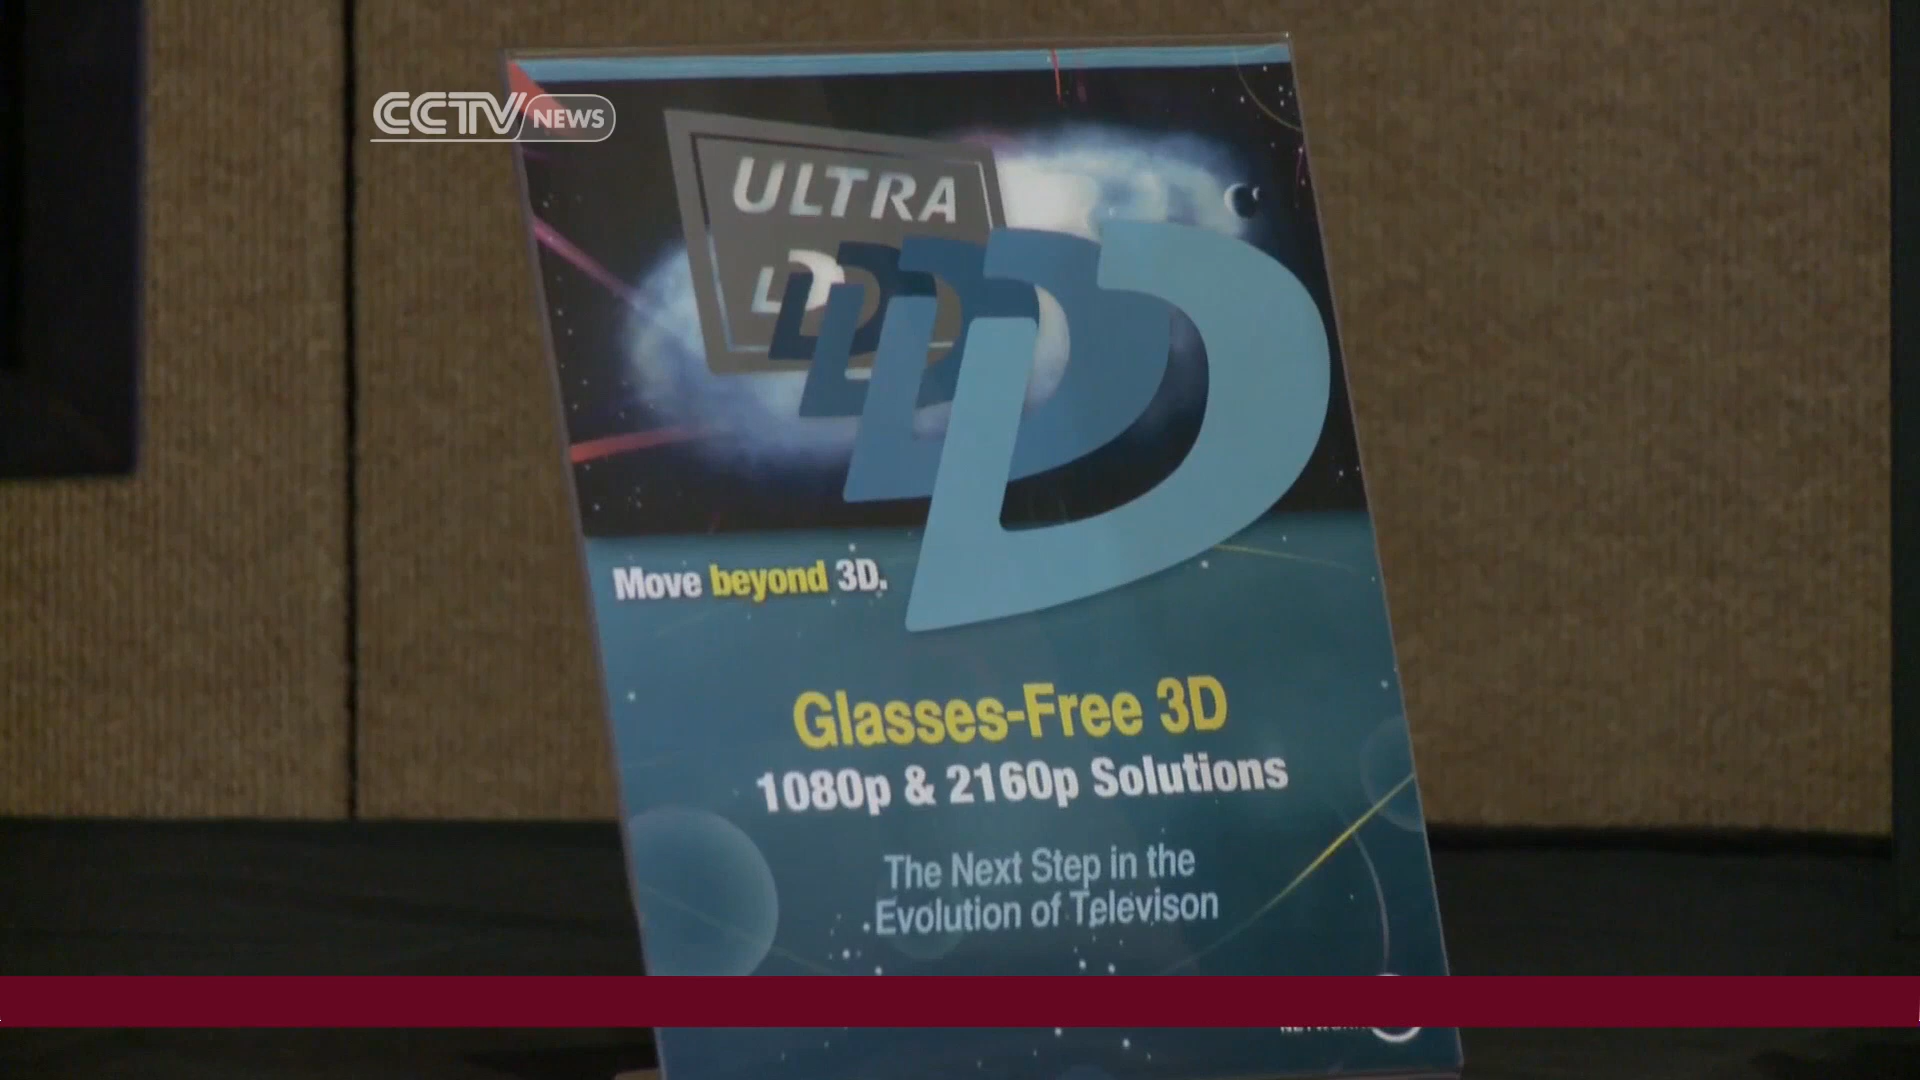 CCTV NEWS
ULTRA
D
Move beyond 3D.
Glasses-Free 3D
1080p & 2160p Solutions
The Next Step in the
Evolution of Televison